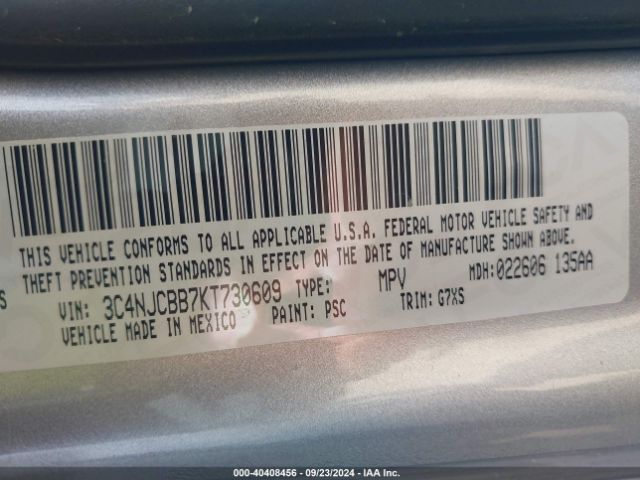 THIS VEHICLE CONFORMS TO ALL APPLICABLE U.S.A. FEDERAL MOTOR VEHICLE SAFETY AND
THEFT PREVENTION STANDARDS IN EFFECT ON THE DATE OF MANUFACTURE SHOWN ABOVE.
VIN: 3C4NJCBB7KT730609 TYPE: MPV MDH:022606 135AA
VEHICLE MADE IN MEXICO PAINT: PSC TRIM: G7XS
000-40408456 - 09/23/2024 - IAA Inc.